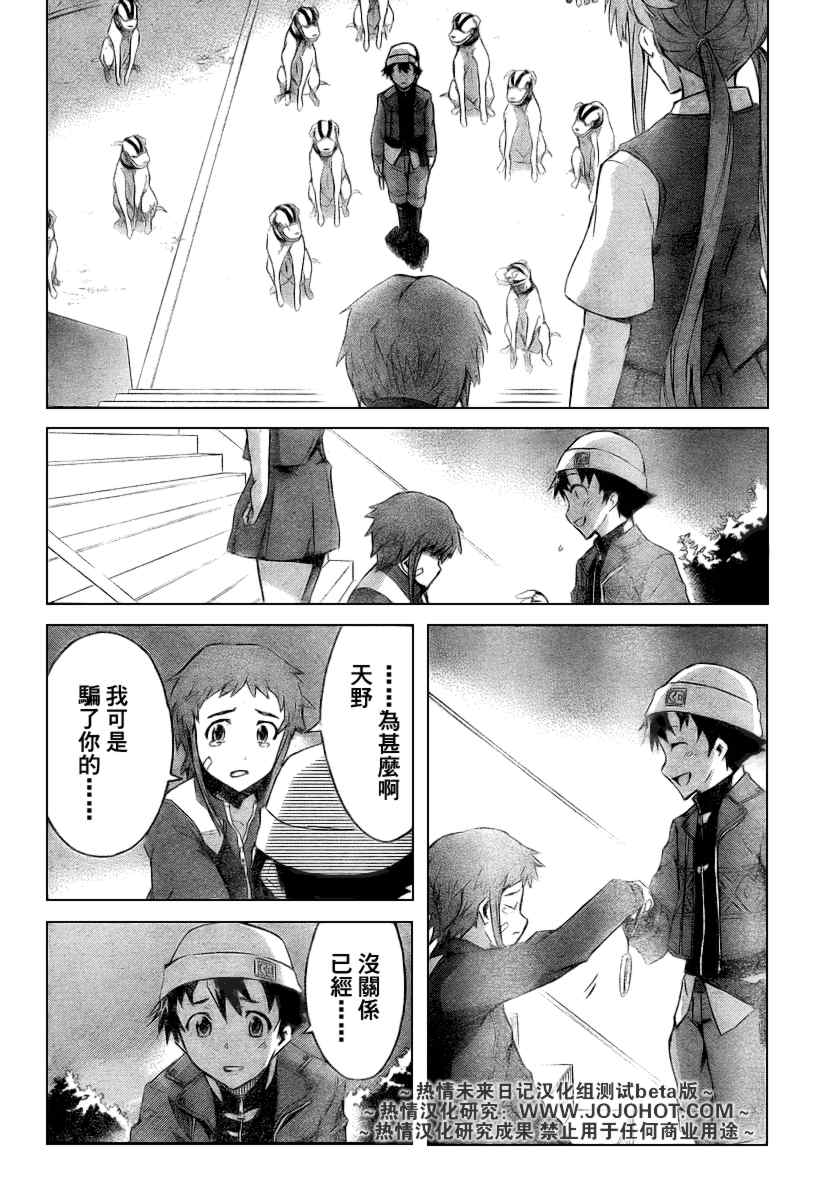 ……為甚麼啊
天野
我可是
騙了你的……
沒關係
已經……
～热情未来日记汉化组测试beta版～
～热情汉化研究：WWW.JOJOHOT.COM～
～热情汉化研究成果 禁止用于任何商业用途～